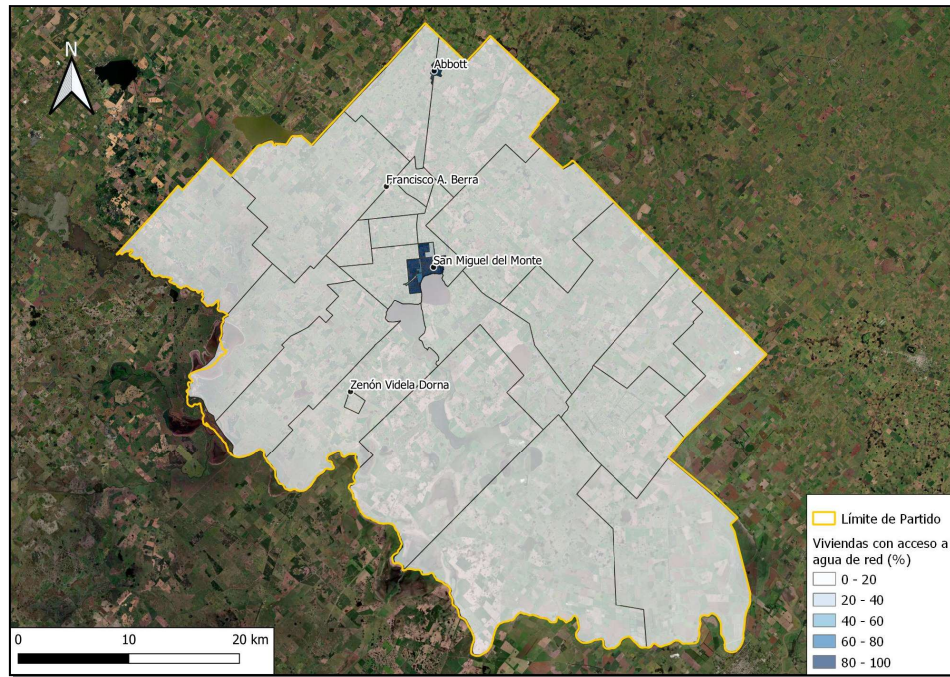 N
Abbott
Francisco A. Berra
San Miguel del Monte
Zenón Videla Dorna
Límite de Partido
Viviendas con acceso a
agua de red (%)
0 - 20
20 - 40
40 - 60
60 - 80
80 - 100
0 10 20 km